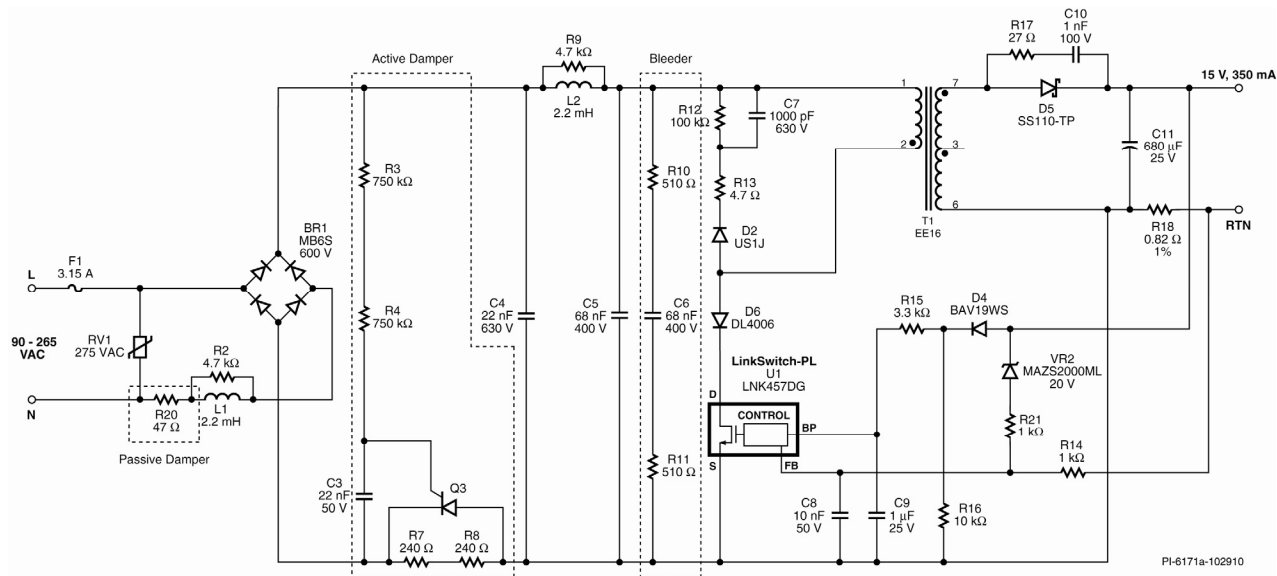 Active Damper
R9
4.7 kΩ
L2
2.2 mH
Bleeder
R12
100 kΩ
C7
1000 pF
630 V
1
2
7
3
6
T1
EE16
R17
27 Ω
C10
1 nF
100 V
D5
SS110-TP
15 V, 350 mA
C11
680 μF
25 V
R18
0.82 Ω
1%
RTN
R3
750 kΩ
R10
510 Ω
R13
4.7 Ω
D2
US1J
BR1
MB6S
600 V
F1
3.15 A
L
90 - 265
VAC
RV1
275 VAC
N
R2
4.7 kΩ
L1
2.2 mH
R20
47 Ω
Passive Damper
R4
750 kΩ
C4
22 nF
630 V
C5
68 nF
400 V
C6
68 nF
400 V
D6
DL4006
LinkSwitch-PL
U1
LNK457DG
D
CONTROL
BP
S
FB
R15
3.3 kΩ
D4
BAV19WS
VR2
MAZS2000ML
20 V
R21
1 kΩ
R14
1 kΩ
C3
22 nF
50 V
Q3
R7
240 Ω
R8
240 Ω
R11
510 Ω
C8
10 nF
50 V
C9
1 μF
25 V
R16
10 kΩ
PI-6171a-102910